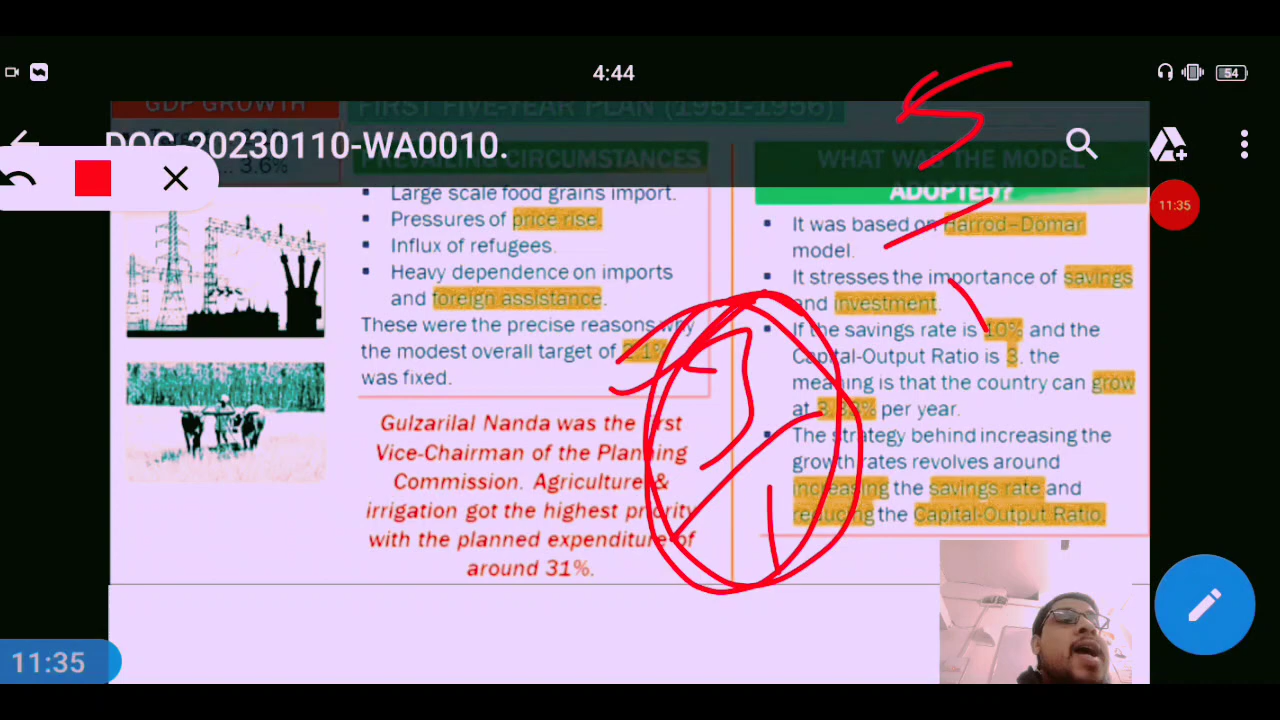 4:44
54
GDP GROWTH
FIRST FIVE-YEAR PLAN (1951-1956)
DOC-20230110-WA0010.
3.6%
PREVAILING CIRCUMSTANCES
WHAT WAS THE MODEL
ADOPTED?
11:35
▪ Large scale food grains import.
▪ Pressures of price rise.
▪ Influx of refugees.
▪ Heavy dependence on imports
and foreign assistance.
These were the precise reasons why
the modest overall target of 2.1%
was fixed.
Gulzarilal Nanda was the first
Vice-Chairman of the Planning
Commission. Agriculture &
irrigation got the highest priority
with the planned expenditure of
around 31%.
▪ It was based on Harrod–Domar
model.
▪ It stresses the importance of savings
and investment.
▪ If the savings rate is 10% and the
Capital-Output Ratio is 3. the
meaning is that the country can grow
at 3.33% per year.
▪ The strategy behind increasing the
growth rates revolves around
increasing the savings rate and
reducing the Capital-Output Ratio.
11:35